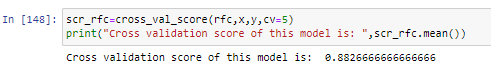 In [148]: scr_rfc=cross_val_score(rfc,x,y,cv=5)
print("Cross validation score of this model is: ",scr_rfc.mean())
Cross validation score of this model is:  0.8826666666666666